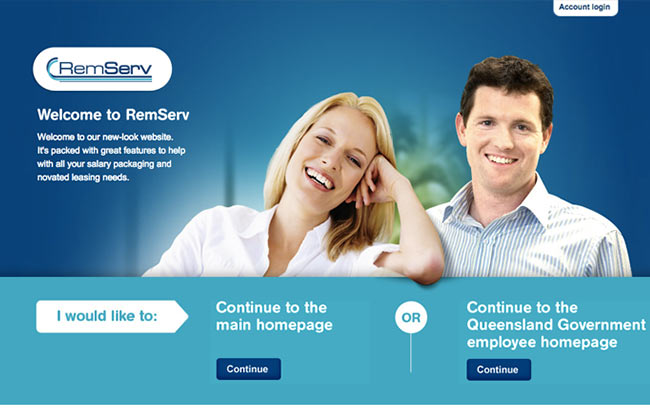 Account login
RemServ
Welcome to RemServ
Welcome to our new-look website.
It's packed with great features to help
with all your salary packaging and
novated leasing needs.
I would like to:
Continue to the
main homepage
Continue
OR
Continue to the
Queensland Government
employee homepage
Continue